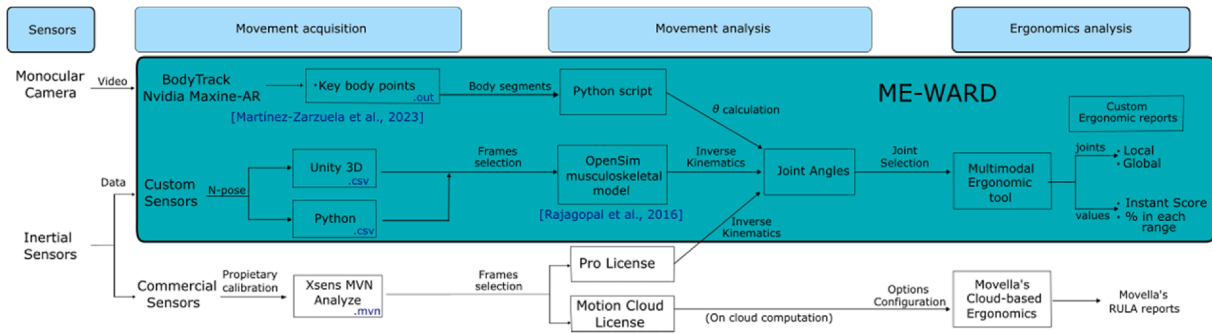 Sensors
Movement acquisition
Movement analysis
Ergonomics analysis
Monocular
Camera
Video
BodyTrack
Nvidia Maxine-AR
·Key body points
.out
[Martínez-Zarzuela et al., 2023]
Body segments
Python script
θ calculation
ME-WARD
Custom
Ergonomic reports
Inertial
Sensors
Data
Custom
Sensors
N-pose
Unity 3D
.csv
Python
.csv
Frames
selection
OpenSim
musculoskeletal
model
[Rajagopal et al., 2016]
Inverse
Kinematics
Joint Angles
Joint
Selection
Multimodal
Ergonomic
tool
joints
· Local
· Global
values
· Instant Score
· % in each
range
Inverse
Kinematics
Commercial
Sensors
Propietary
calibration
Xsens MVN
Analyze
.mvn
Frames
selection
Pro License
Motion Cloud
License
(On cloud computation)
Options
Configuration
Movella's
Cloud-based
Ergonomics
Movella's
RULA reports